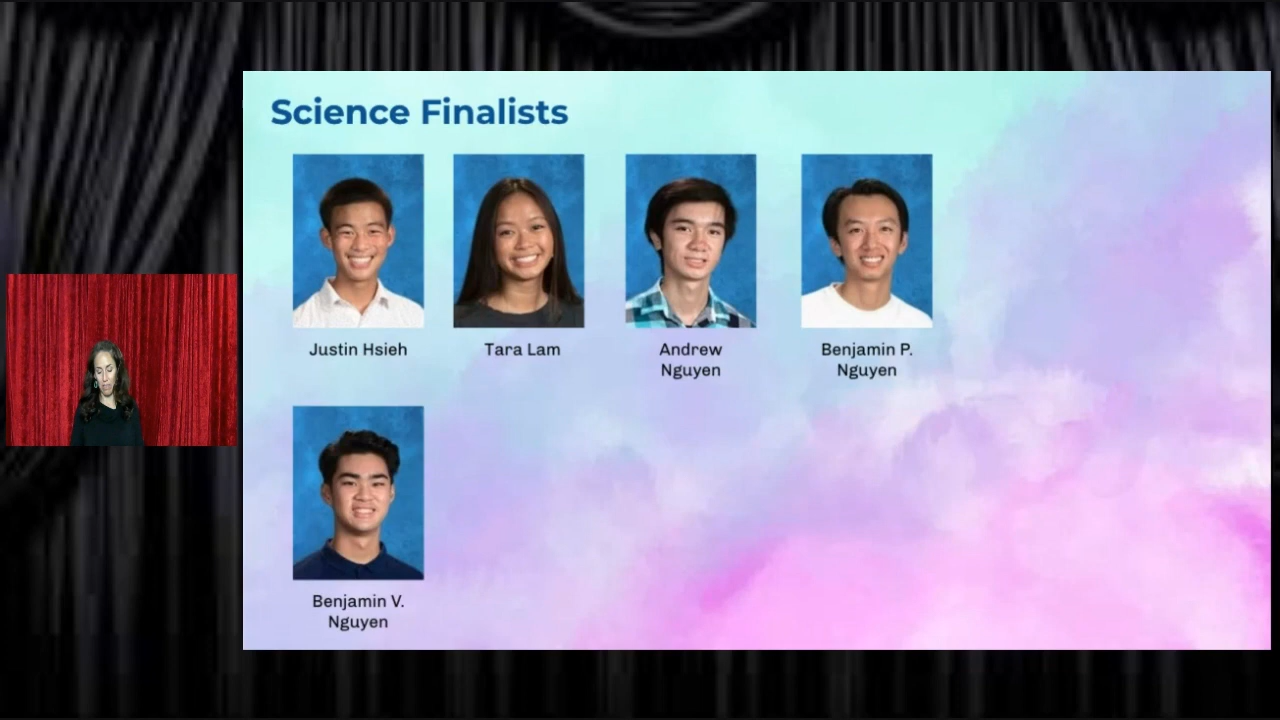 Science Finalists
Justin Hsieh
Tara Lam
Andrew
Nguyen
Benjamin P.
Nguyen
Benjamin V.
Nguyen